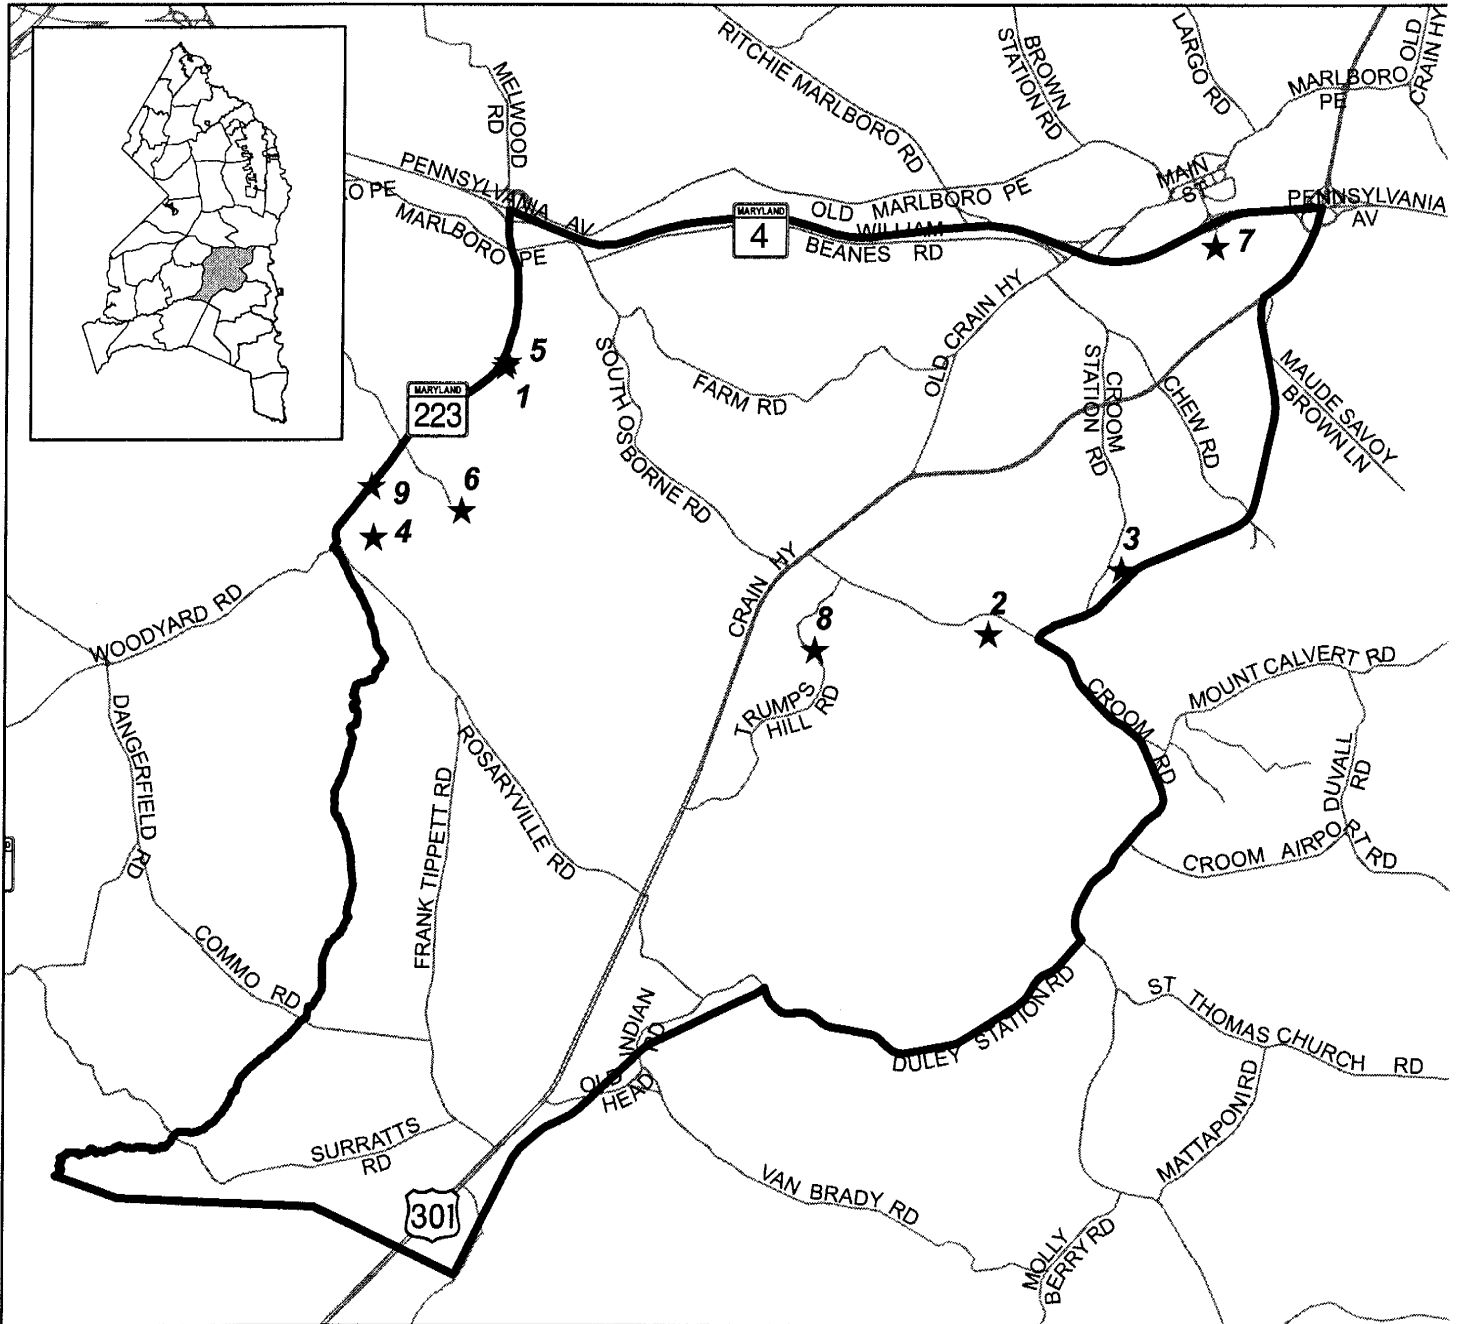 MELWOOD
RD
RITCHIE MARLBORO RD
BROWN
STATION RD
LARGO RD
MARLBORO
PE
OLD
CRAIN HY
PENNSYLVANIA AV
MARLBORO PE
OLD MARLBORO PE
MAIN
ST
PENNSYLVANIA
AV
MARYLAND
4
WILLIAM
BEANES RD
7
5
1
MARYLAND
223
SOUTH OSBORNE RD
FARM RD
OLD CRAIN HY
STATION RD
CROOM
CHEW RD
MAUDE SAVOY
BROWN LN
9
6
4
3
2
8
CRAIN HY
WOODYARD RD
DANGERFIELD
RD
TRUMPS
HILL RD
CROOM RD
MOUNT CALVERT RD
DUVALL
RD
ROSARYVILLE RD
FRANK TIPPETT RD
CROOM AIRPORT RD
COMMO RD
OLD INDIAN
HEAD RD
DULEY STATION RD
ST THOMAS CHURCH RD
MATTAPONI RD
SURRATTS
RD
301
VAN BRADY RD
MOLLY
BERRY RD